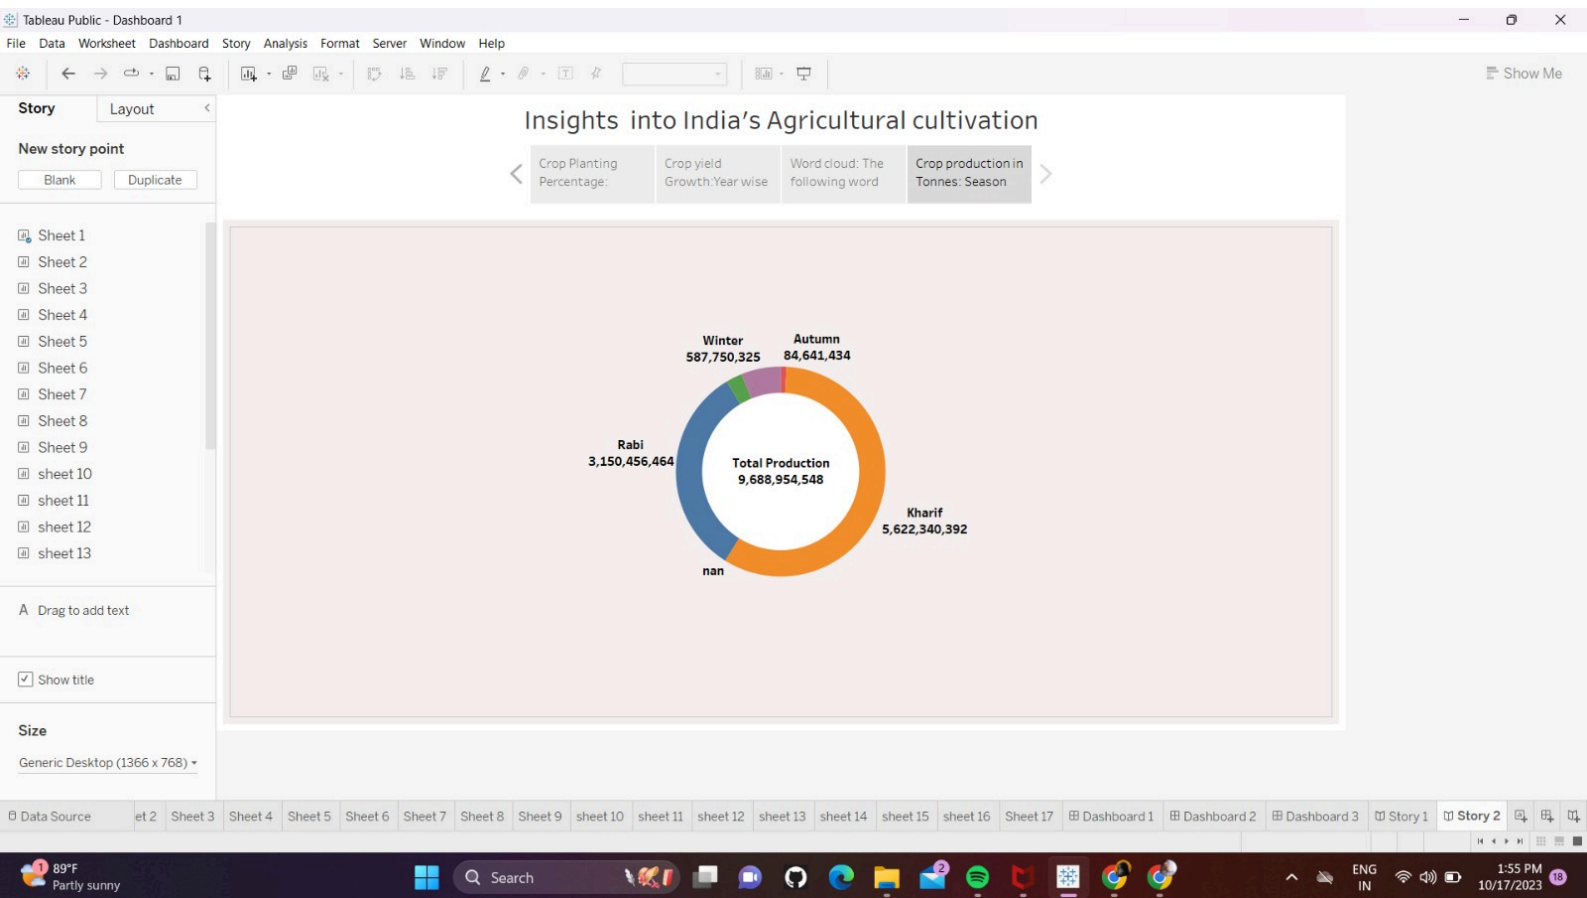 Tableau Public - Dashboard 1
File Data Worksheet Dashboard Story Analysis Format Server Window Help
Show Me
Story Layout
New story point
Blank Duplicate
Sheet 1
Sheet 2
Sheet 3
Sheet 4
Sheet 5
Sheet 6
Sheet 7
Sheet 8
Sheet 9
sheet 10
sheet 11
sheet 12
sheet 13
A Drag to add text
Show title
Size
Generic Desktop (1366 x 768)
Insights into India's Agricultural cultivation
Crop Planting
Percentage:
Crop yield
Growth:Year wise
Word cloud: The
following word
Crop production in
Tonnes: Season
Winter
587,750,325
Autumn
84,641,434
Rabi
3,150,456,464
Total Production
9,688,954,548
Kharif
5,622,340,392
nan
Data Source et 2 Sheet 3 Sheet 4 Sheet 5 Sheet 6 Sheet 7 Sheet 8 Sheet 9 sheet 10 sheet 11 sheet 12 sheet 13 sheet 14 sheet 15 sheet 16 Sheet 17 Dashboard 1 Dashboard 2 Dashboard 3 Story 1 Story 2
1
89°F
Partly sunny
Search
2
ENG
IN
1:55 PM
10/17/2023
18